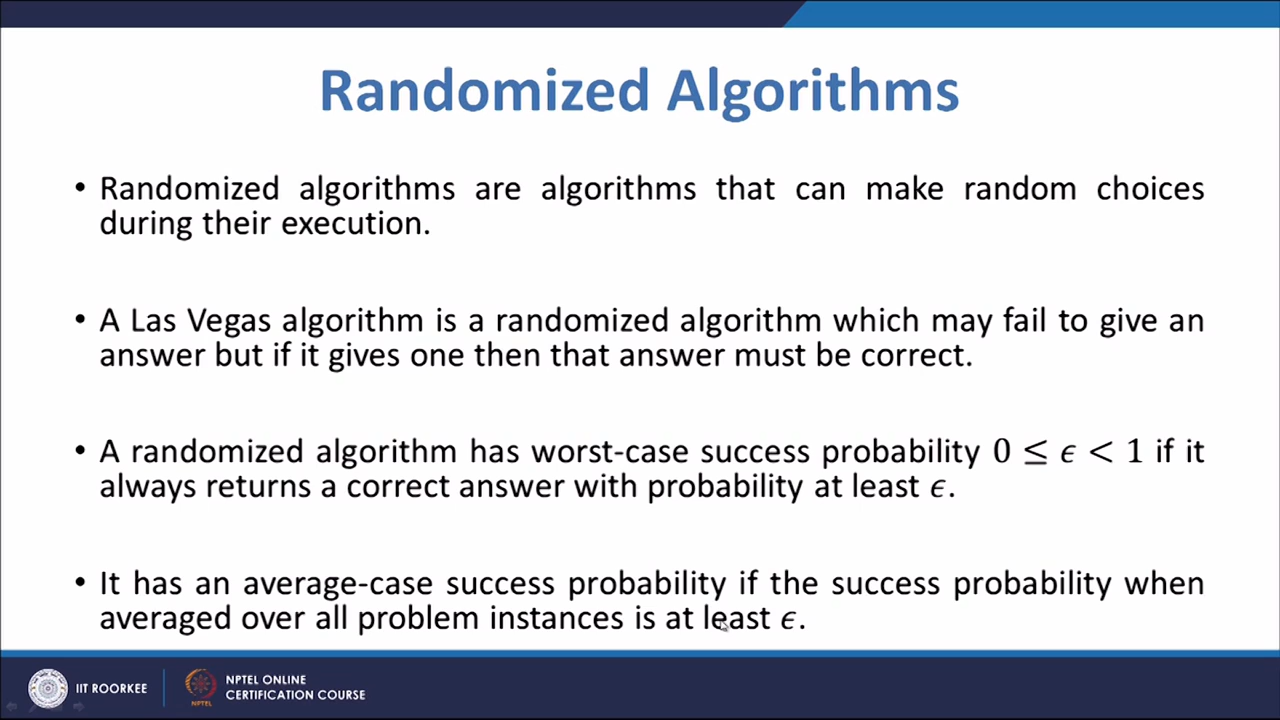 Randomized Algorithms
• Randomized algorithms are algorithms that can make random choices
during their execution.
• A Las Vegas algorithm is a randomized algorithm which may fail to give an
answer but if it gives one then that answer must be correct.
• A randomized algorithm has worst-case success probability 0 ≤ ϵ < 1 if it
always returns a correct answer with probability at least ϵ.
• It has an average-case success probability if the success probability when
averaged over all problem instances is at least ϵ.
IIT ROORKEE
NPTEL
NPTEL ONLINE
CERTIFICATION COURSE